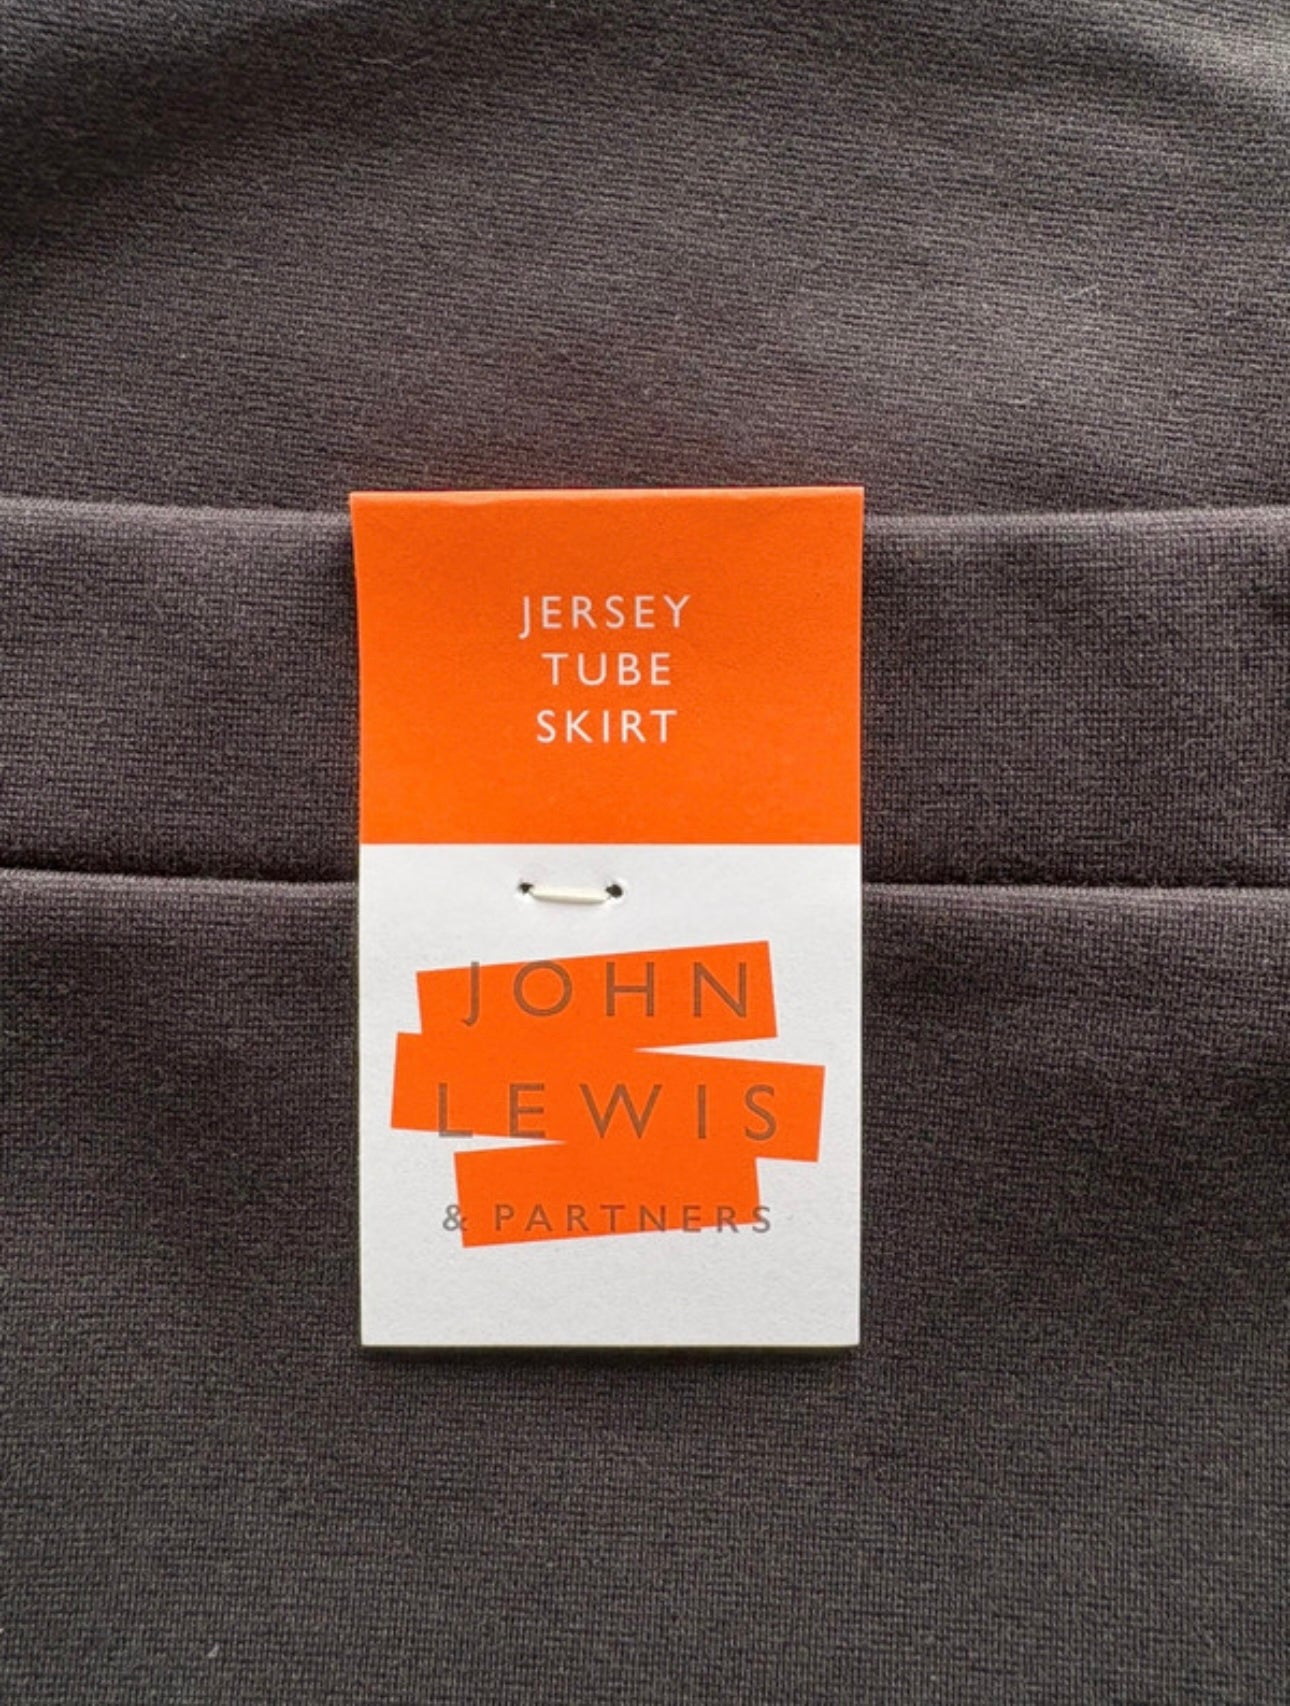 JERSEY
TUBE
SKIRT
JOHN
LEWIS
& PARTNERS